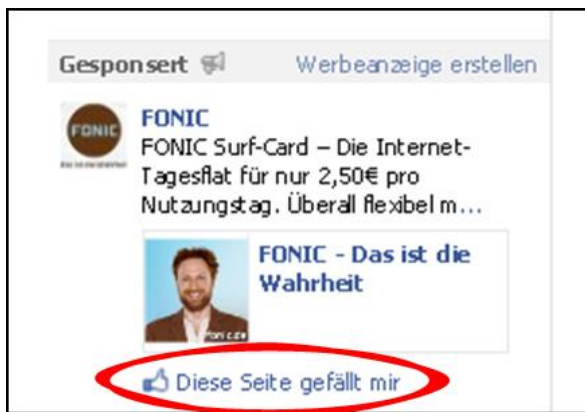 Gesponsert Werbeanzeige erstellen
FONIC
FONIC
FONIC Surf-Card – Die Internet-
Tagesflat für nur 2,50€ pro
Nutzungstag. Überall flexibel m...
FONIC - Das ist die
Wahrheit
fonic.de
Diese Seite gefällt mir